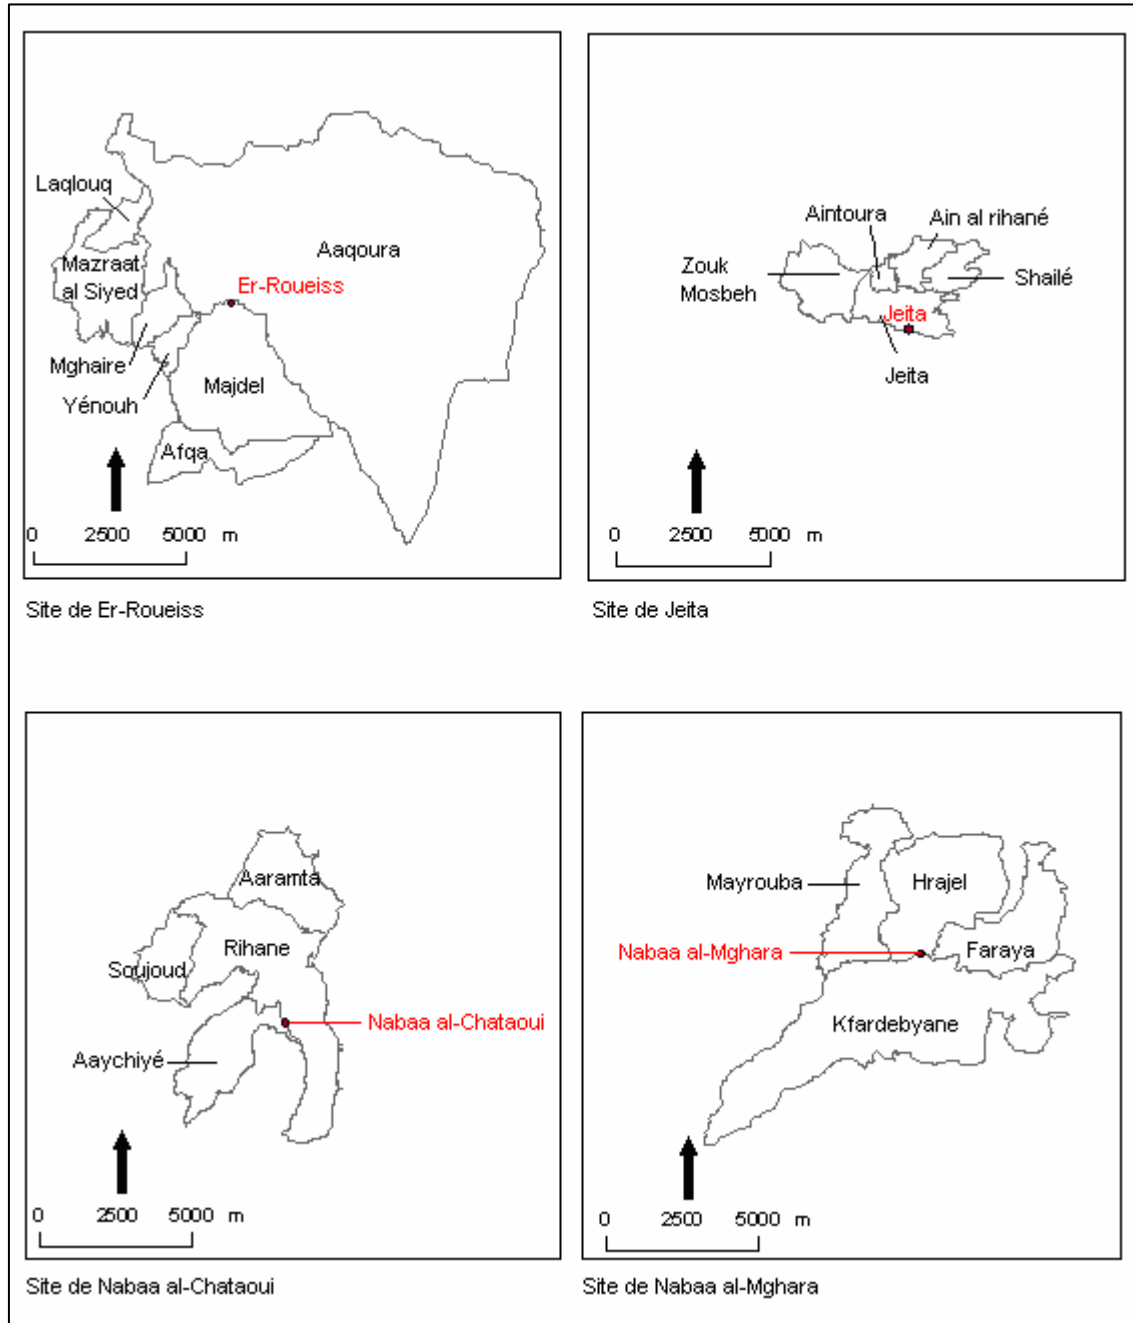 Laqlouq
Aaqoura
Mazraat
al Siyed
Er-Roueiss
Mghaire
Yénouh
Majdel
Afqa
0 2500 5000 m
Site de Er-Roueiss
Aintoura
Ain al rihané
Zouk
Mosbeh
Shailé
Jeita
Jeita
0 2500 5000 m
Site de Jeita
Aaramta
Rihane
Soujoud
Nabaa al-Chataoui
Aaychiyé
0 2500 5000 m
Site de Nabaa al-Chataoui
Mayrouba
Hrajel
Nabaa al-Mghara
Faraya
Kfardebyane
0 2500 5000 m
Site de Nabaa al-Mghara